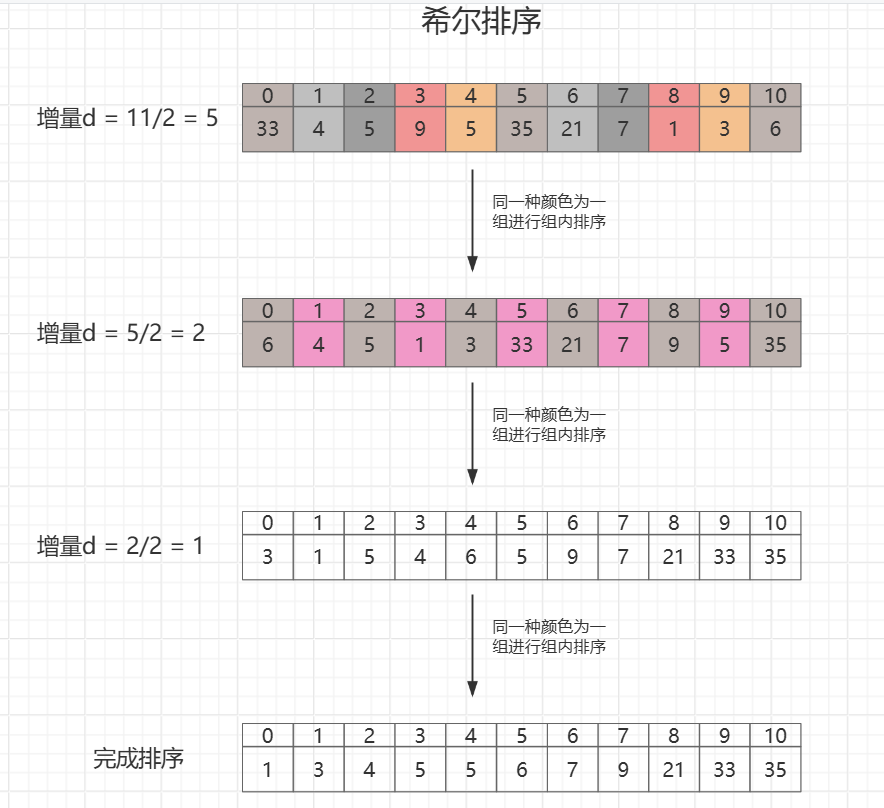 希尔排序
0 1 2 3 4 5 6 7 8 9 10
增量d = 11/2 = 5
33 4 5 9 5 35 21 7 1 3 6
同一种颜色为一
组进行组内排序
0 1 2 3 4 5 6 7 8 9 10
增量d = 5/2 = 2
6 4 5 1 3 33 21 7 9 5 35
同一种颜色为一
组进行组内排序
0 1 2 3 4 5 6 7 8 9 10
增量d = 2/2 = 1
3 1 5 4 6 5 9 7 21 33 35
同一种颜色为一
组进行组内排序
0 1 2 3 4 5 6 7 8 9 10
完成排序
1 3 4 5 5 6 7 9 21 33 35